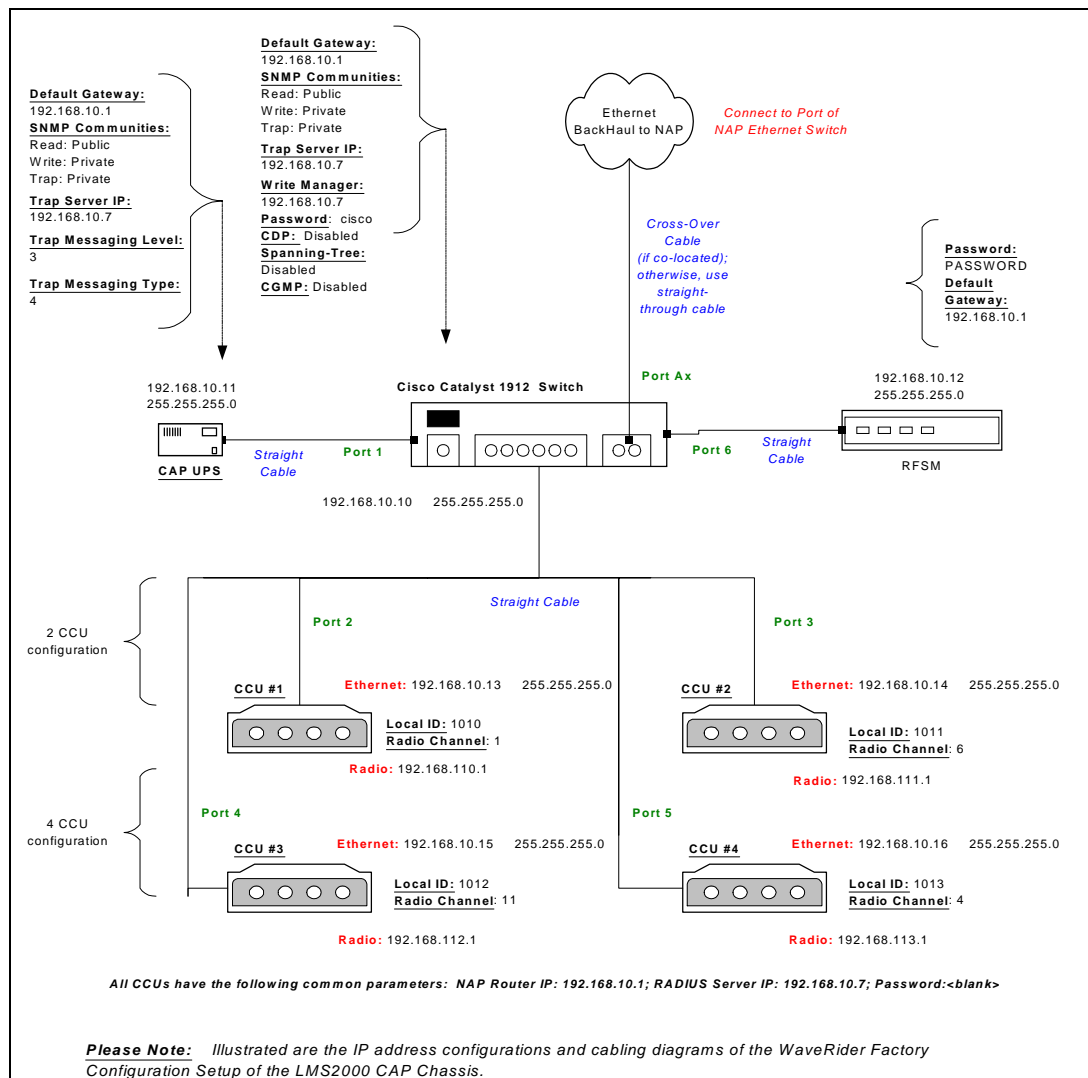 Default Gateway:
192.168.10.1
SNMP Communities:
Read: Public
Write: Private
Trap: Private
Trap Server IP:
192.168.10.7
Trap Messaging Level:
3
Trap Messaging Type:
4
Default Gateway:
192.168.10.1
SNMP Communities:
Read: Public
Write: Private
Trap: Private
Trap Server IP:
192.168.10.7
Write Manager:
192.168.10.7
Password: cisco
CDP: Disabled
Spanning-Tree:
Disabled
CGMP: Disabled
Ethernet
BackHaul to NAP
Connect to Port of
NAP Ethernet Switch
Cross-Over
Cable
(if co-located);
otherwise, use
straight-
through cable
Password:
PASSWORD
Default
Gateway:
192.168.10.1
192.168.10.11
255.255.255.0
CAP UPS
Straight
Cable
Port 1
Cisco Catalyst 1912 Switch
Port Ax
192.168.10.10 255.255.255.0
Port 6
Straight
Cable
192.168.10.12
255.255.255.0
RFSM
Straight Cable
2 CCU
configuration
Port 2
Port 3
CCU #1
Ethernet: 192.168.10.13 255.255.255.0
Local ID: 1010
Radio Channel: 1
Radio: 192.168.110.1
CCU #2
Ethernet: 192.168.10.14 255.255.255.0
Local ID: 1011
Radio Channel: 6
Radio: 192.168.111.1
4 CCU
configuration
Port 4
Port 5
CCU #3
Ethernet: 192.168.10.15 255.255.255.0
Local ID: 1012
Radio Channel: 11
Radio: 192.168.112.1
CCU #4
Ethernet: 192.168.10.16 255.255.255.0
Local ID: 1013
Radio Channel: 4
Radio: 192.168.113.1
All CCUs have the following common parameters: NAP Router IP: 192.168.10.1; RADIUS Server IP: 192.168.10.7; Password:<blank>
Please Note: Illustrated are the IP address configurations and cabling diagrams of the WaveRider Factory
Configuration Setup of the LMS2000 CAP Chassis.